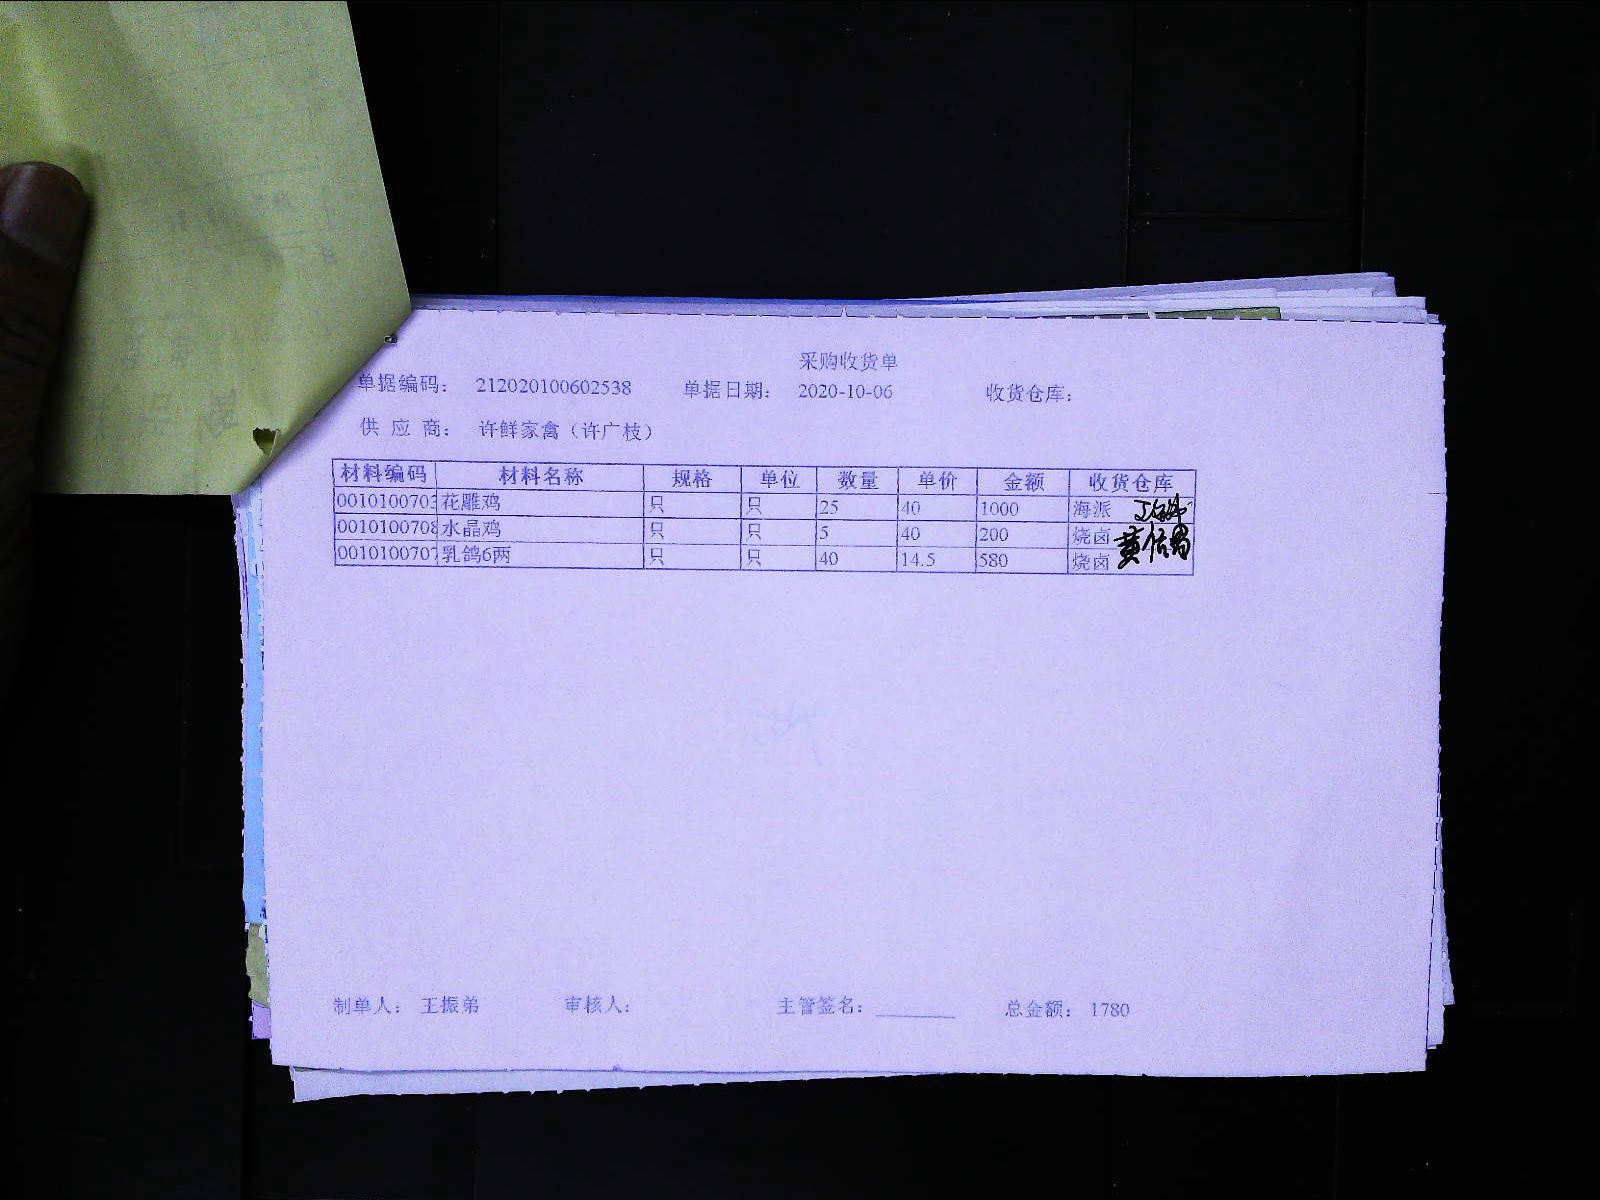 采购收货单
单据编码: 212020100602538 单据日期: 2020-10-06 收货仓库:
供 应 商: 许鲜家禽（许广枝）
材料编码 材料名称 规格 单位 数量 单价 金额 收货仓库
0010100703 花雕鸡 只 只 25 40 1000 海派
0010100708 水晶鸡 只 只 5 40 200 烧卤
0010100707 乳鸽6两 只 只 40 14.5 580 烧卤
制单人: 王振弟 审核人: 主管签名: 总金额: 1780